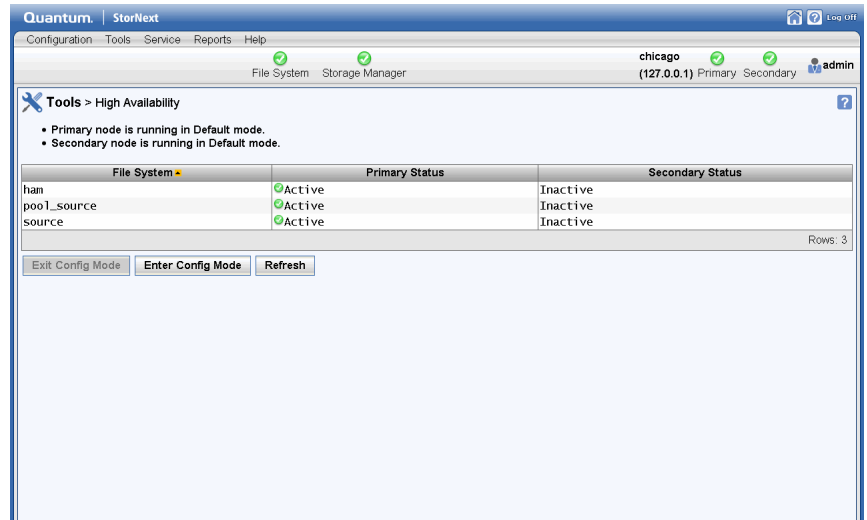 Quantum. StorNext Log Off
Configuration Tools Service Reports Help
File System Storage Manager chicago (127.0.0.1) Primary Secondary admin
Tools > High Availability
• Primary node is running in Default mode.
• Secondary node is running in Default mode.
File System Primary Status Secondary Status
ham Active Inactive
pool_source Active Inactive
source Active Inactive
Rows: 3
Exit Config Mode Enter Config Mode Refresh